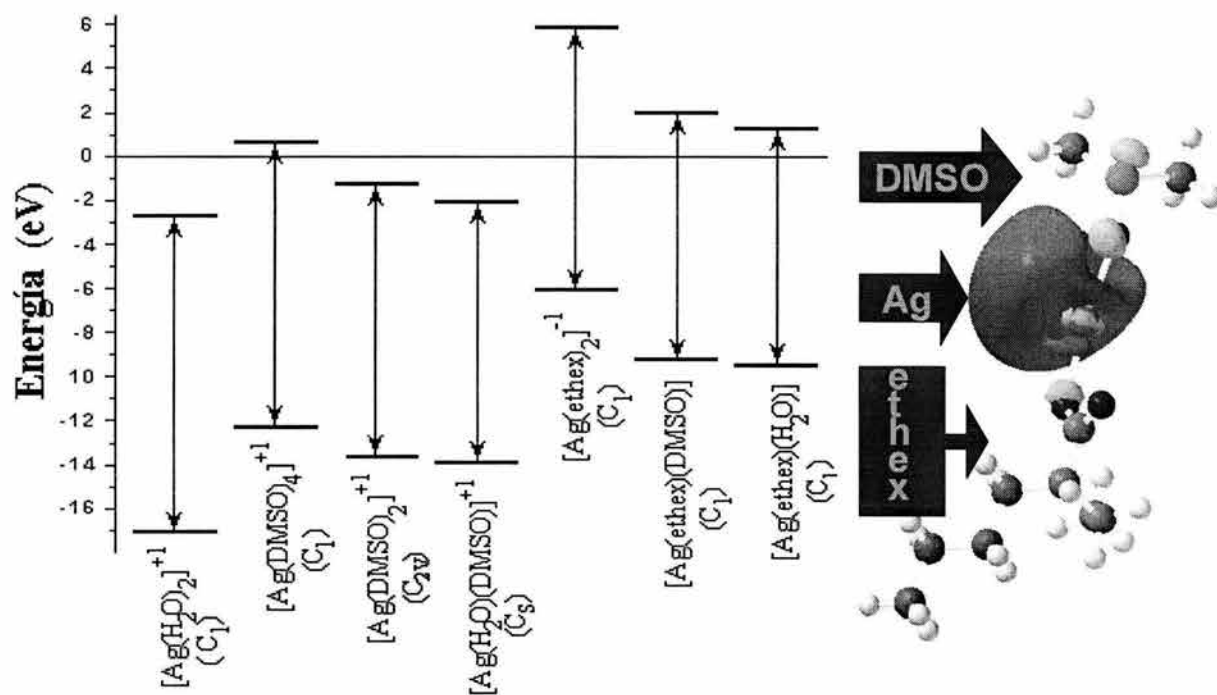 Energía (eV)
6
4
2
0
-2
-4
-6
-8
10
12
-14
-16
[Ag(H2O)2]+1
(C1)
[Ag(DMSO)4]+1
(C1)
[Ag(DMSO)2]+1
(C2V)
[Ag(H2O)(DMSO)]+1
(CS)
[Ag(ethex)2]-1
(C1)
[Ag(ethex)(DMSO)]
(C1)
[Ag(ethex)(H2O)]
(C1)
DMSO
Ag
ethex